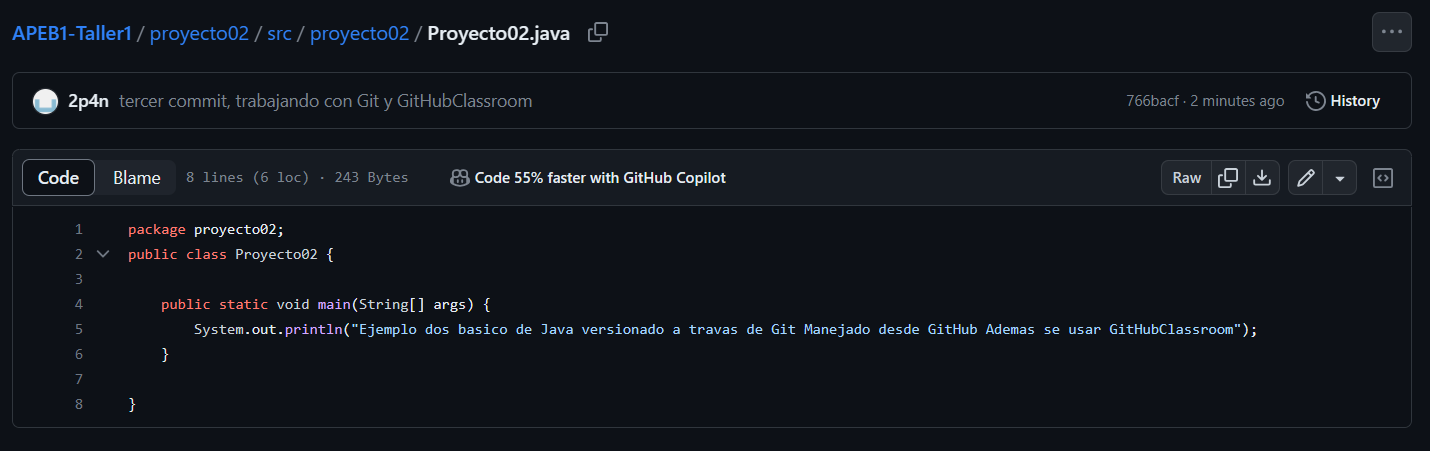 APEB1-Taller1 / proyecto02 / src / proyecto02 / Proyecto02.java
2p4n tercer commit, trabajando con Git y GitHubClassroom 766bacf · 2 minutes ago History
Code Blame 8 lines (6 loc) · 243 Bytes Code 55% faster with GitHub Copilot Raw
1 package proyecto02;
2 public class Proyecto02 {
3
4 public static void main(String[] args) {
5 System.out.println("Ejemplo dos basico de Java versionado a travas de Git Manejado desde GitHub Ademas se usar GitHubClassroom");
6 }
7
8 }